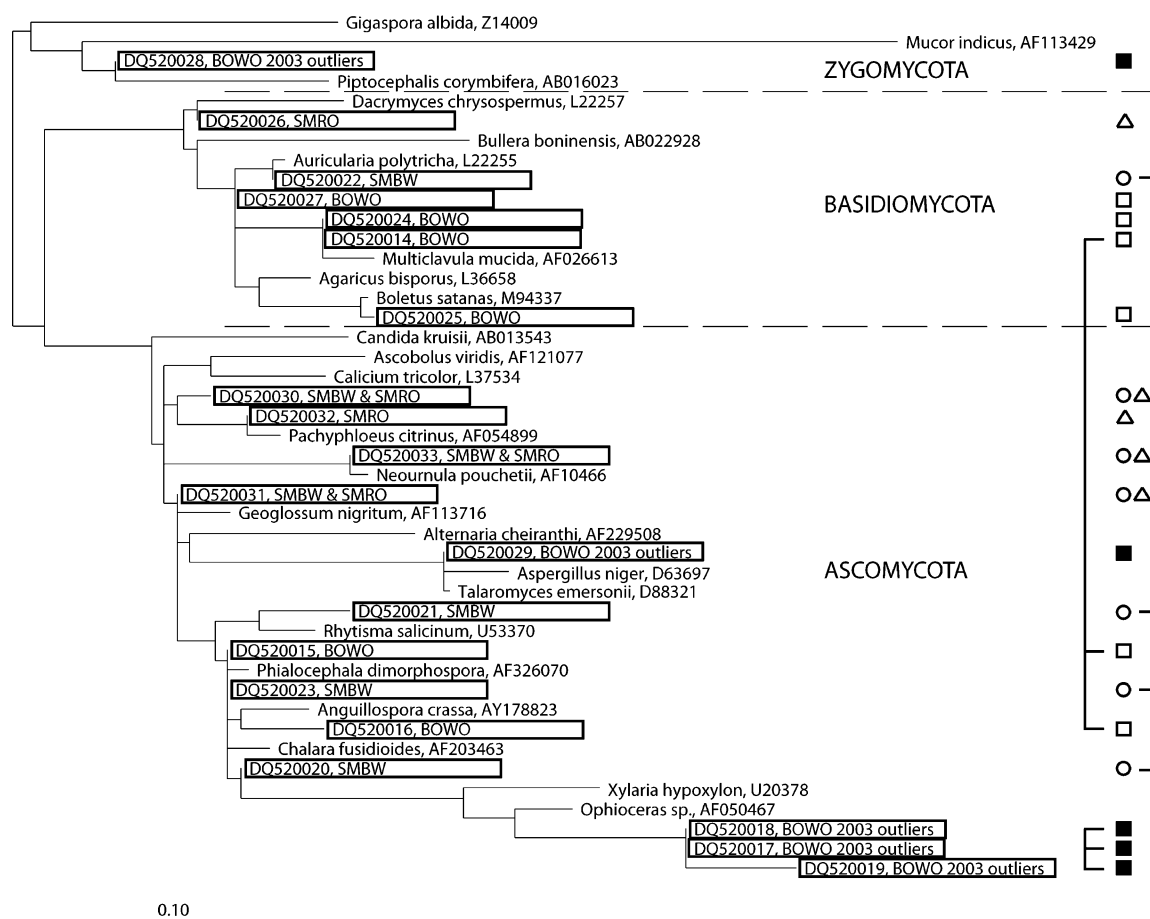 Gigaspora albida, Z14009
Mucor indicus, AF113429
DQ520028, BOWO 2003 outliers
ZYGOMYCOTA
Piptocephalis corymbifera, AB016023
Dacrymyces chrysospermus, L22257
DQ520026, SMRO
Bullera boninensis, AB022928
Auricularia polytricha, L22255
DQ520022, SMBW
DQ520027, BOWO
BASIDIOMYCOTA
DQ520024, BOWO
DQ520014, BOWO
Multiclavula mucida, AF026613
Agaricus bisporus, L36658
Boletus satanas, M94337
DQ520025, BOWO
Candida kruisii, AB013543
Ascobolus viridis, AF121077
Calicium tricolor, L37534
DQ520030, SMBW & SMRO
DQ520032, SMRO
Pachyphloeus citrinus, AF054899
DQ520033, SMBW & SMRO
Neournula pouchetii, AF10466
DQ520031, SMBW & SMRO
Geoglossum nigritum, AF113716
Alternaria cheiranthi, AF229508
DQ520029, BOWO 2003 outliers
ASCOMYCOTA
Aspergillus niger, D63697
Talaromyces emersonii, D88321
DQ520021, SMBW
Rhytisma salicinum, U53370
DQ520015, BOWO
Phialocephala dimorphospora, AF326070
DQ520023, SMBW
Anguillospora crassa, AY178823
DQ520016, BOWO
Chalara fusidioides, AF203463
DQ520020, SMBW
Xylaria hypoxylon, U20378
Ophioceras sp., AF050467
DQ520018, BOWO 2003 outliers
DQ520017, BOWO 2003 outliers
DQ520019, BOWO 2003 outliers
0.10